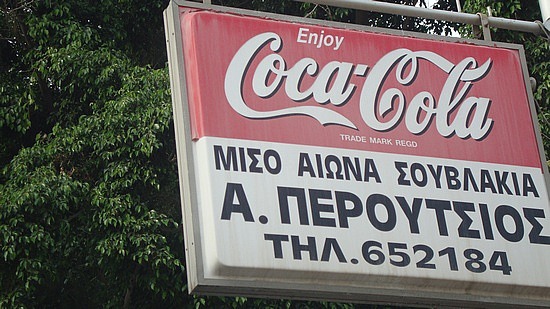 Enjoy
Coca-Cola
TRADE MARK REGD
ΜΙΣΟ ΑΙΩΝΑ ΣΟΥΒΛΑΚΙΑ
Α. ΠΕΡΟΥΤΣΙΟΣ
ΤΗΛ. 652184